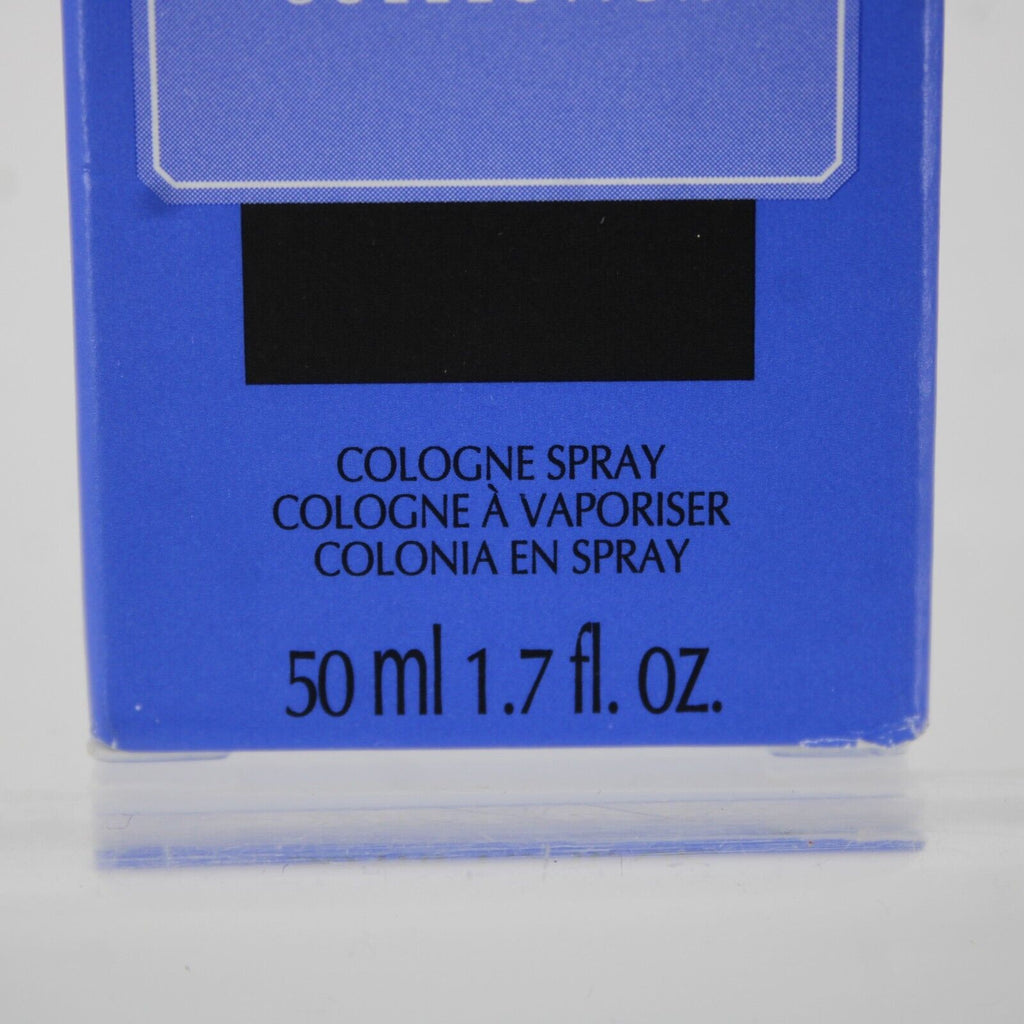 COLOGNE SPRAY
COLOGNE À VAPORISER
COLONIA EN SPRAY
50 ml 1.7 fl. oz.